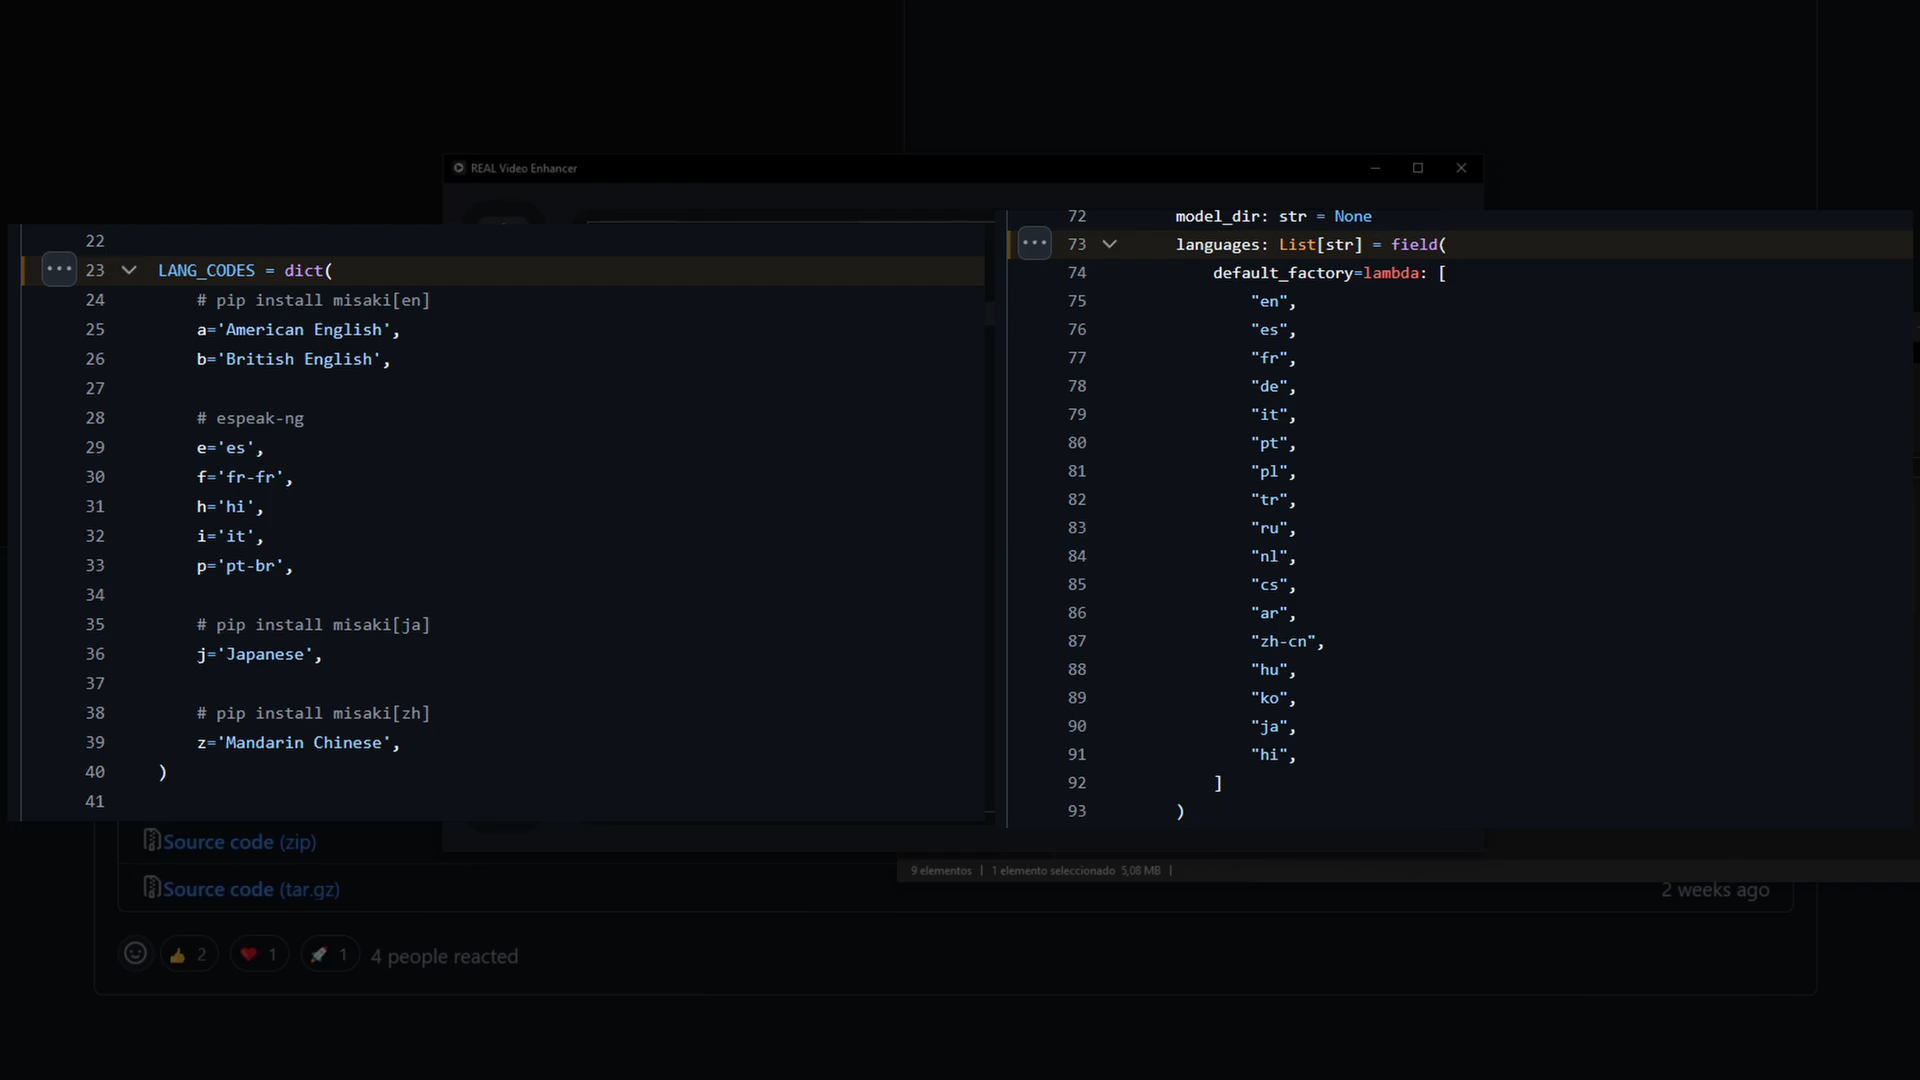 REAL Video Enhancer
22
23 LANG_CODES = dict(
24 # pip install misaki[en]
25 a='American English',
26 b='British English',
27
28 # espeak-ng
29 e='es',
30 f='fr-fr',
31 h='hi',
32 i='it',
33 p='pt-br',
34
35 # pip install misaki[ja]
36 j='Japanese',
37
38 # pip install misaki[zh]
39 z='Mandarin Chinese',
40 )
41
72 model_dir: str = None
73 languages: List[str] = field(
74 default_factory=lambda: [
75 "en",
76 "es",
77 "fr",
78 "de",
79 "it",
80 "pt",
81 "pl",
82 "tr",
83 "ru",
84 "nl",
85 "cs",
86 "ar",
87 "zh-cn",
88 "hu",
89 "ko",
90 "ja",
91 "hi",
92 ]
93 )
Source code (zip)
9 elementos | 1 elemento seleccionado 5,08 MB |
Source code (tar.gz)
2 weeks ago
2 1 1 4 people reacted